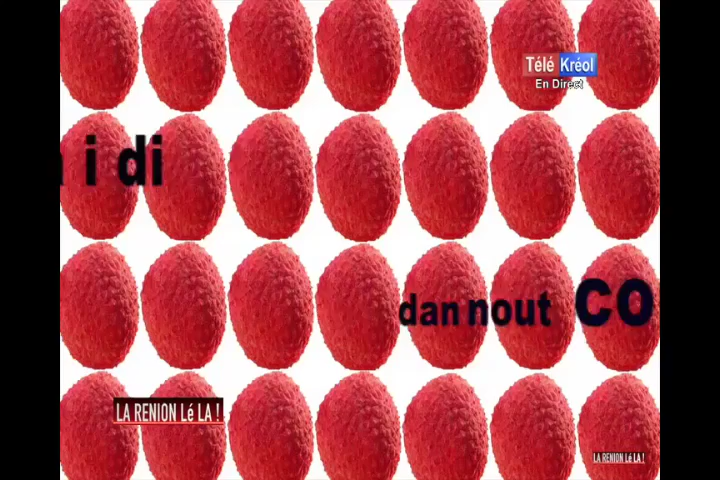 Télé Kréol
En Direct
i di
dan nout CO
LA RENION Lé LA !
LA RENION Lé LA !